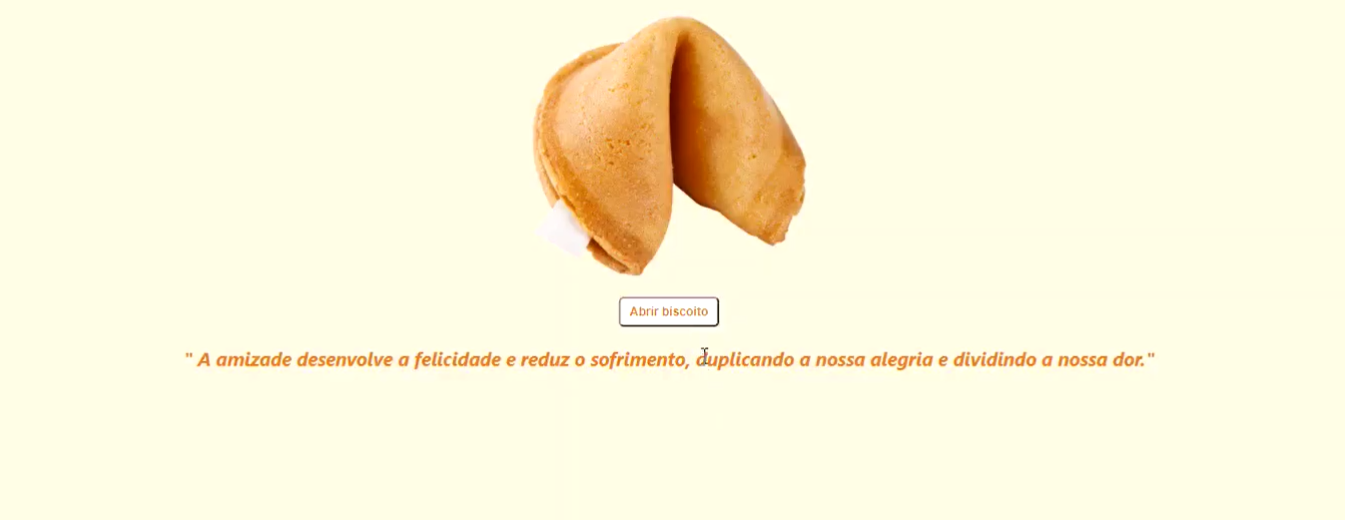 Abrir biscoito
" A amizade desenvolve a felicidade e reduz o sofrimento, duplicando a nossa alegria e dividindo a nossa dor."